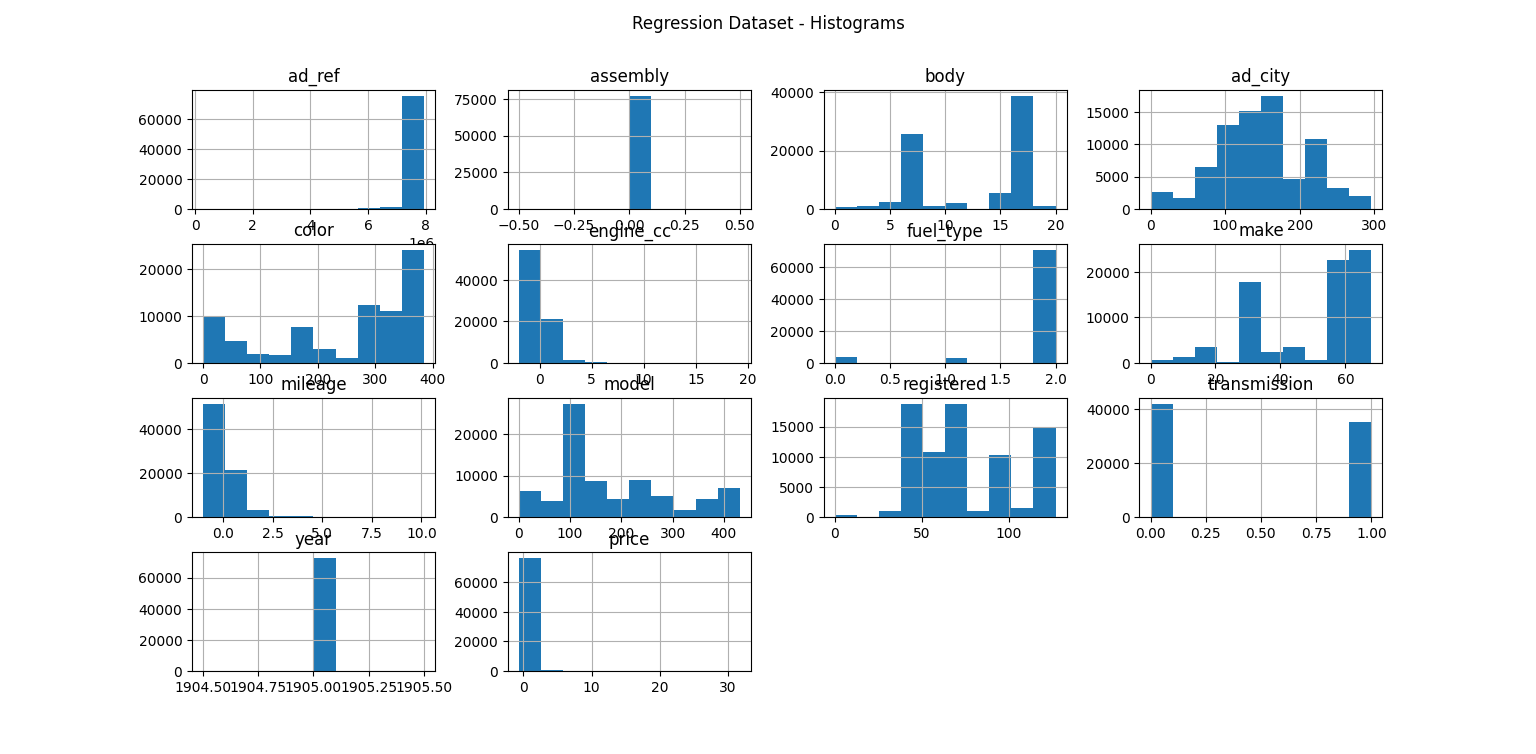 Regression Dataset - Histograms
ad_ref assembly body ad_city
60000
40000
20000
0
0 2 4 6 8
1e6
75000
50000
25000
0
−0.50 −0.25 0.00 0.25 0.50
40000
20000
0
0 5 10 15 20
15000
10000
5000
0
0 100 200 300
color engine_cc fuel_type make
20000
10000
0
0 100 200 300 400
40000
20000
0
0 5 10 15 20
60000
40000
20000
0
0.0 0.5 1.0 1.5 2.0
20000
10000
0
0 20 40 60
mileage model registered transmission
40000
20000
0
0.0 2.5 5.0 7.5 10.0
20000
10000
0
0 100 200 300 400
15000
10000
5000
0
0 50 100
40000
20000
0
0.00 0.25 0.50 0.75 1.00
year price
60000
40000
20000
0
1904.50 1904.75 1905.00 1905.25 1905.50
60000
40000
20000
0
0 10 20 30